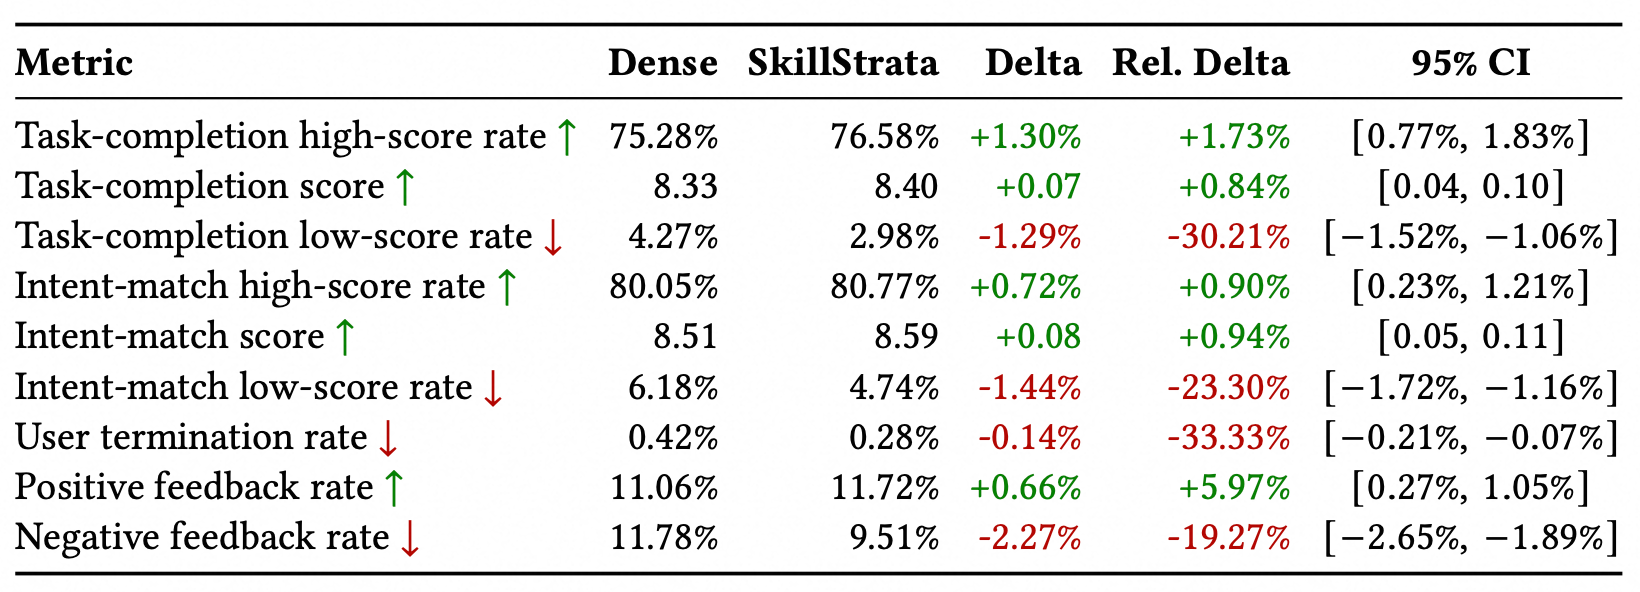 Metric Dense SkillStrata Delta Rel. Delta 95% CI
Task-completion high-score rate ↑ 75.28% 76.58% +1.30% +1.73% [0.77%, 1.83%]
Task-completion score ↑ 8.33 8.40 +0.07 +0.84% [0.04, 0.10]
Task-completion low-score rate ↓ 4.27% 2.98% -1.29% -30.21% [−1.52%, −1.06%]
Intent-match high-score rate ↑ 80.05% 80.77% +0.72% +0.90% [0.23%, 1.21%]
Intent-match score ↑ 8.51 8.59 +0.08 +0.94% [0.05, 0.11]
Intent-match low-score rate ↓ 6.18% 4.74% -1.44% -23.30% [−1.72%, −1.16%]
User termination rate ↓ 0.42% 0.28% -0.14% -33.33% [−0.21%, −0.07%]
Positive feedback rate ↑ 11.06% 11.72% +0.66% +5.97% [0.27%, 1.05%]
Negative feedback rate ↓ 11.78% 9.51% -2.27% -19.27% [−2.65%, −1.89%]